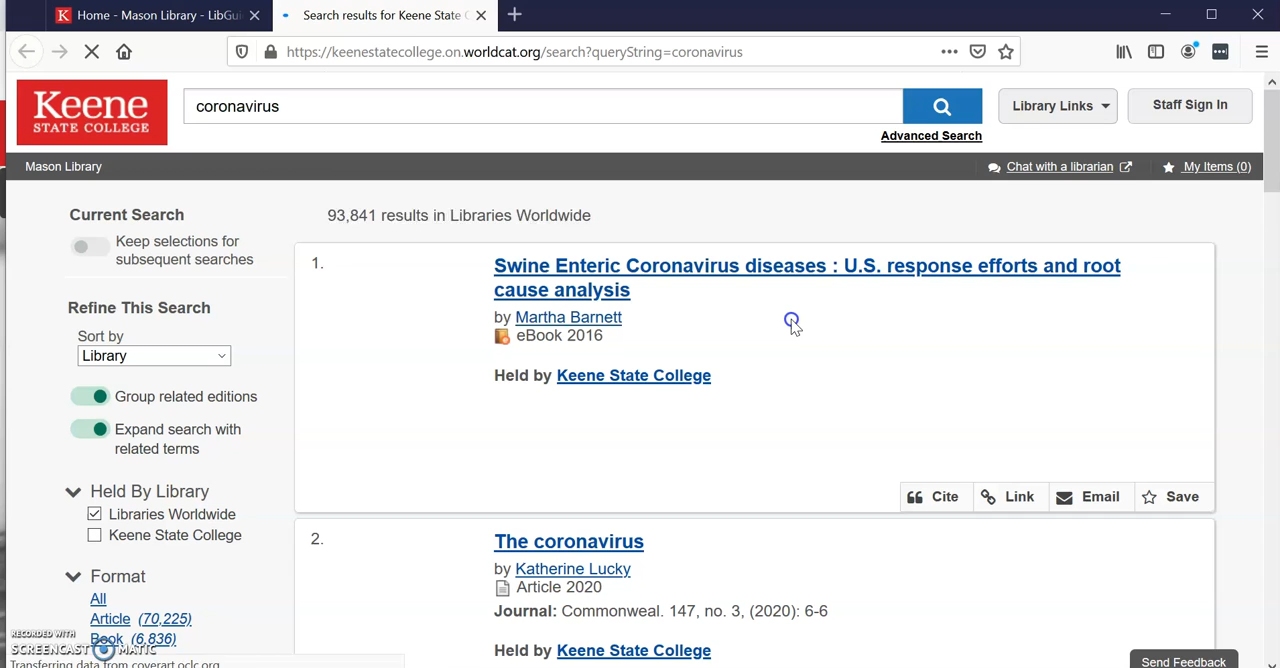 Home - Mason Library - LibGui
Search results for Keene State C
https://keenestatecollege.on.worldcat.org/search?queryString=coronavirus
Keene
STATE COLLEGE
coronavirus
Library Links
Staff Sign In
Advanced Search
Mason Library
Chat with a librarian
My Items (0)
Current Search
Keep selections for
subsequent searches
Refine This Search
Sort by
Library
Group related editions
Expand search with
related terms
Held By Library
Libraries Worldwide
Keene State College
Format
All
Article (70,225)
Book (6,836)
93,841 results in Libraries Worldwide
1.
Swine Enteric Coronavirus diseases : U.S. response efforts and root
cause analysis
by Martha Barnett
eBook 2016
Held by Keene State College
Cite
Link
Email
Save
2.
The coronavirus
by Katherine Lucky
Article 2020
Journal: Commonweal. 147, no. 3, (2020): 6-6
Held by Keene State College
Send Feedback
RECORDED WITH
SCREENCAST MATIC
Transferring data from coverart.oclc.org